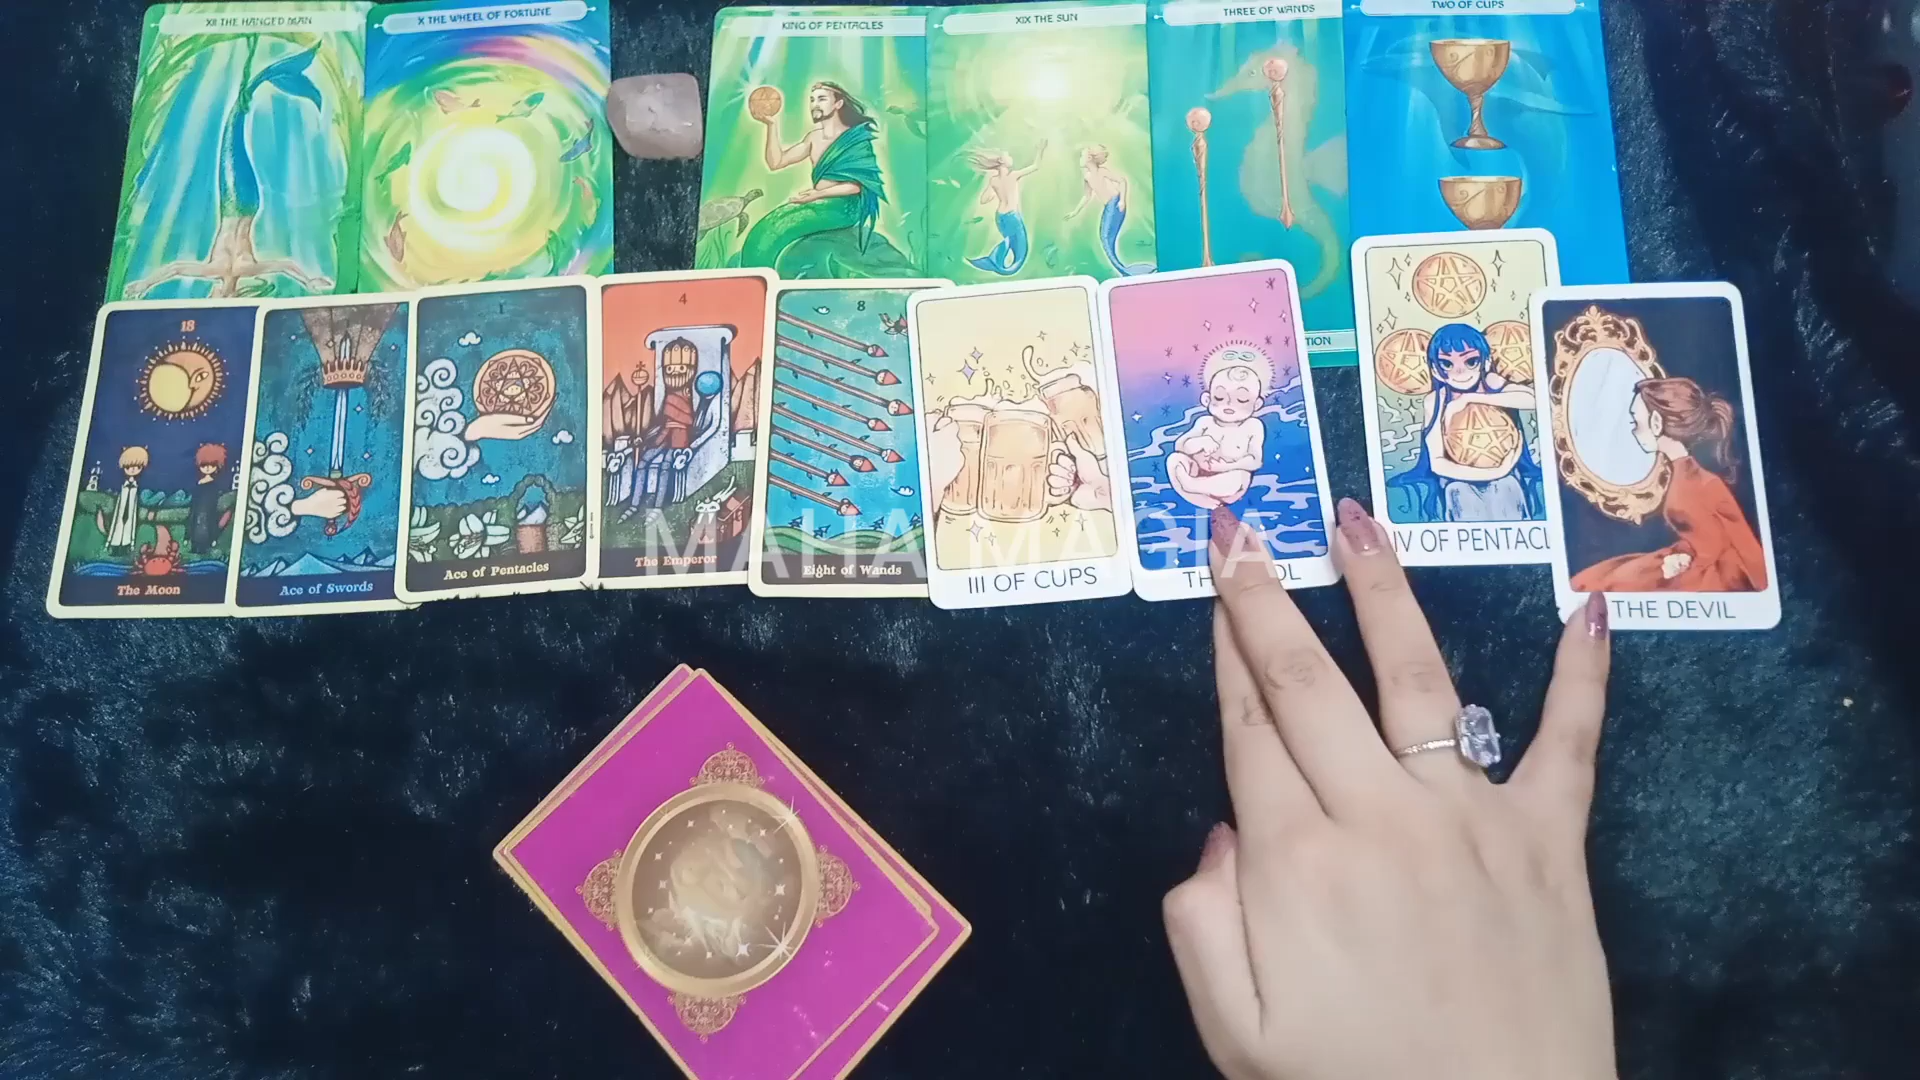 XII THE HANGED MAN
X THE WHEEL OF FORTUNE
KING OF PENTACLES
XIX THE SUN
THREE OF WANDS
TWO OF CUPS
18
The Moon
Ace of Swords
1
Ace of Pentacles
4
The Emperor
8
Eight of Wands
III OF CUPS
IV OF PENTACL
THE DEVIL
MAHA MAGIA